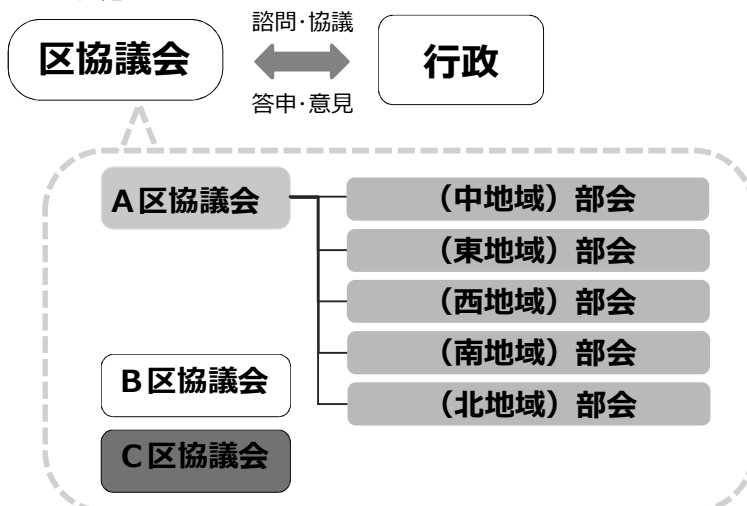 諮問・協議
区協議会
行政
答申・意見
A区協議会
（中地域）部会
（東地域）部会
（西地域）部会
（南地域）部会
（北地域）部会
B区協議会
C区協議会